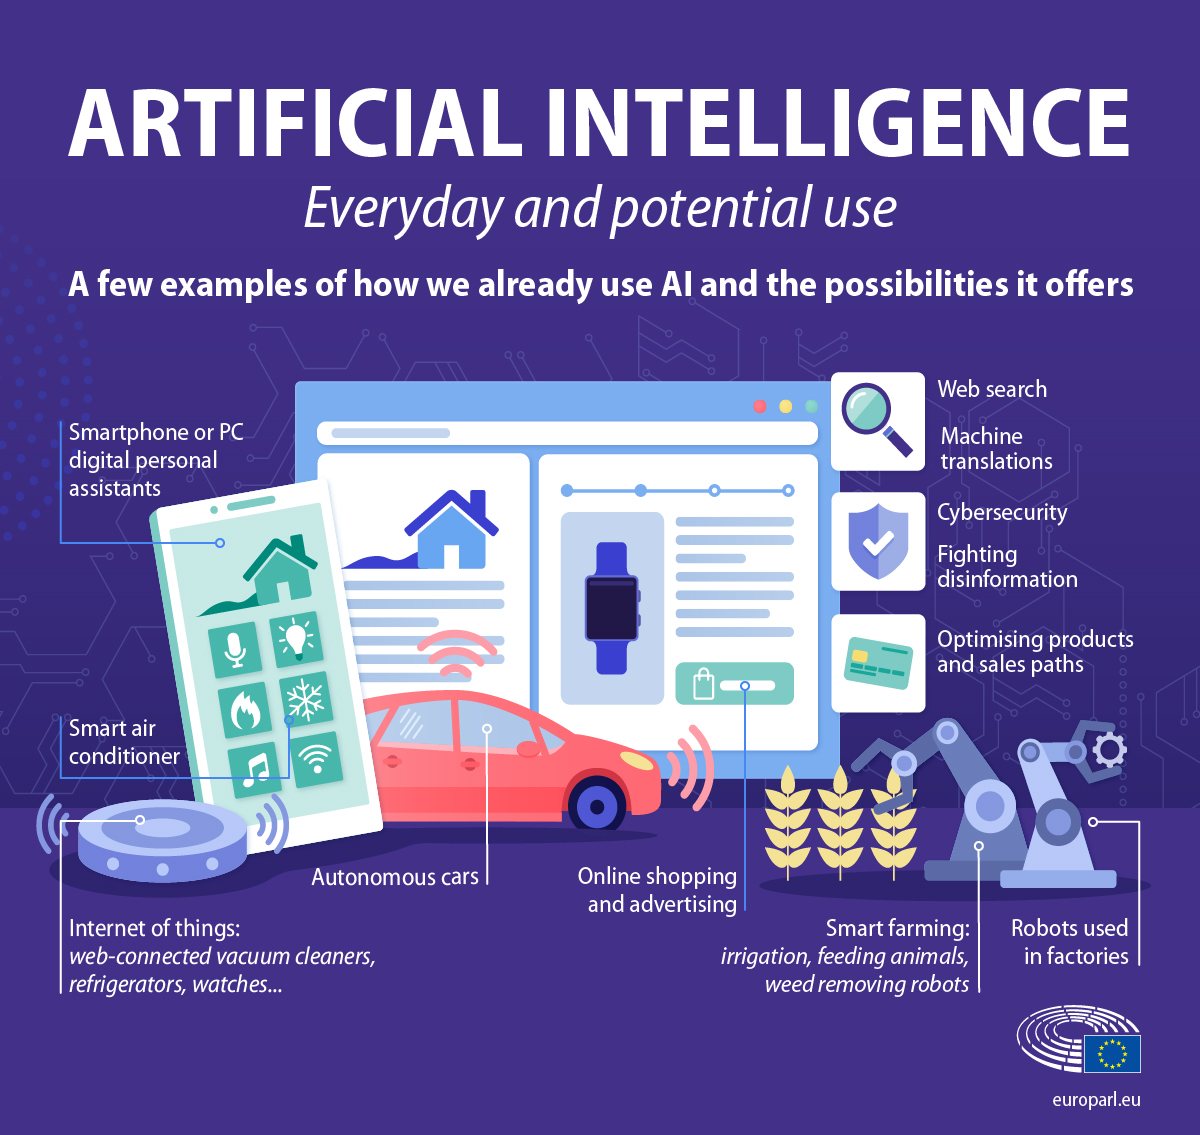 ARTIFICIAL INTELLIGENCE
Everyday and potential use
A few examples of how we already use AI and the possibilities it offers
Smartphone or PC
digital personal
assistants
Web search
Machine
translations
Cybersecurity
Fighting
disinformation
Optimising products
and sales paths
Smart air
conditioner
Autonomous cars
Online shopping
and advertising
Internet of things:
web-connected vacuum cleaners,
refrigerators, watches...
Smart farming:
irrigation, feeding animals,
weed removing robots
Robots used
in factories
europarl.eu